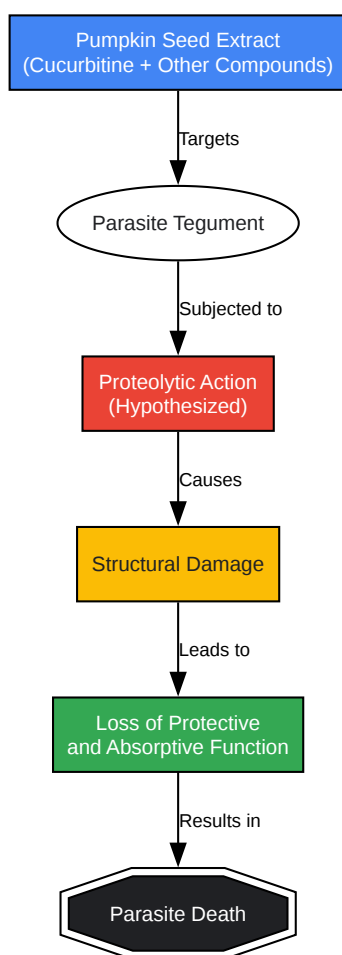 Pumpkin Seed Extract
(Cucurbitine + Other Compounds)
Targets
Parasite Tegument
Subjected to
Proteolytic Action
(Hypothesized)
Causes
Structural Damage
Leads to
Loss of Protective
and Absorptive Function
Results in
Parasite Death